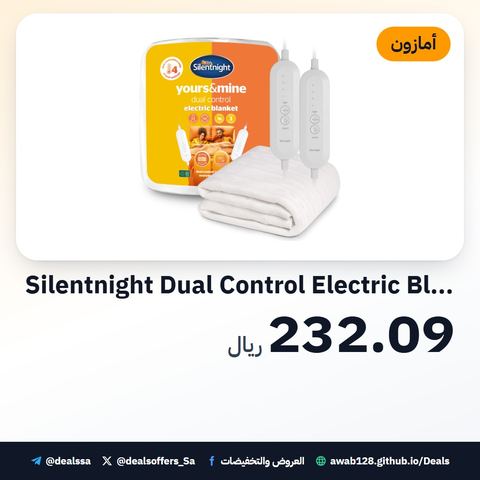 أمازون
Silentnight
yours&mine
dual control
electric blanket
Silentnight Dual Control Electric Bl...
232.09 ريال
@dealssa @dealsoffers_Sa العروض والتخفيضات awab128.github.io/Deals